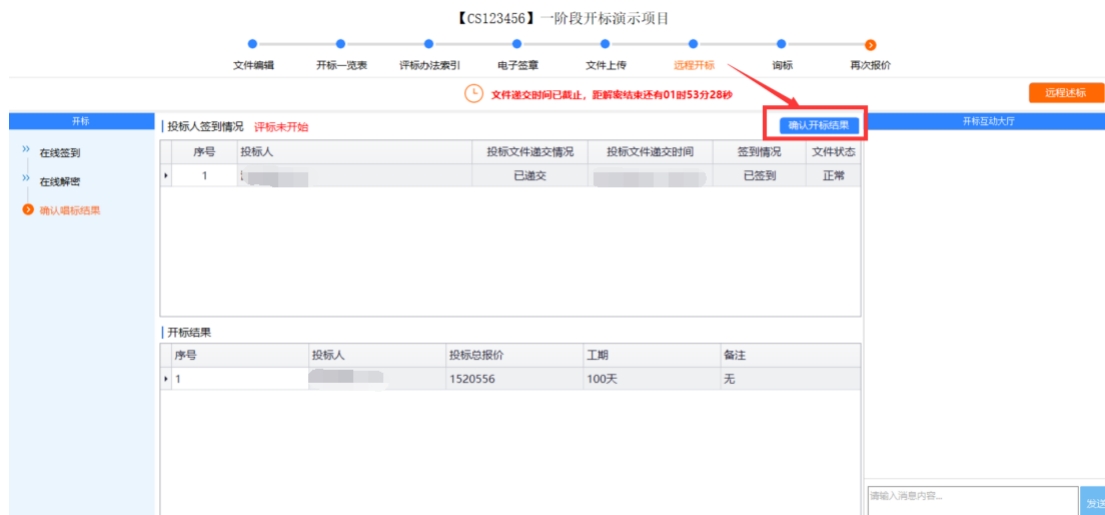 【CS123456】一阶段开标演示项目
文件编辑 开标一览表 评标办法索引 电子签章 文件上传 远程开标 询标 再次报价
文件递交时间已截止，距解密结束还有01时53分28秒
远程述标
开标
在线签到
在线解密
确认唱标结果
投标人签到情况 评标未开始
确认开标结果
序号 投标人 投标文件递交情况 投标文件递交时间 签到情况 文件状态
1 已递交 已签到 正常
开标结果
序号 投标人 投标总报价 工期 备注
1 1520556 100天 无
开标互动大厅
请输入消息内容...
发送